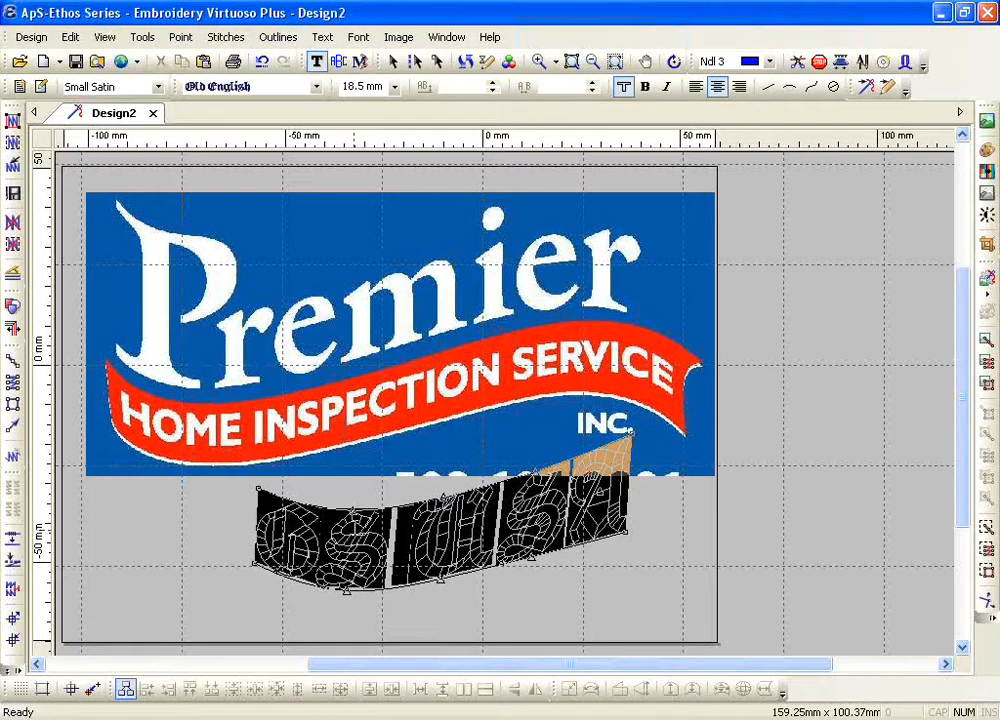 ApS-Ethos Series - Embroidery Virtuoso Plus - Design2
Design Edit View Tools Point Stitches Outlines Text Font Image Window Help
Ndl 3
Small Satin Old English 18.5 mm
Design2
-100 mm -50 mm 0 mm 50 mm 100 mm
50
0 mm
-50 mm
Premier
HOME INSPECTION SERVICE
INC.
GSUSA
Ready 159.25mm x 100.37mm 0 CAP NUM INS